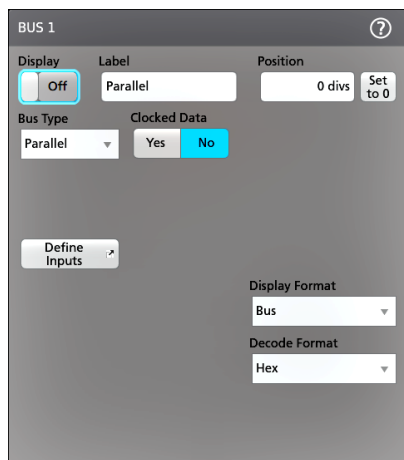 BUS 1
?
Display Label Position
Off Parallel 0 divs Set
to 0
Bus Type Clocked Data
Parallel Yes No
Define
Inputs
Display Format
Bus
Decode Format
Hex